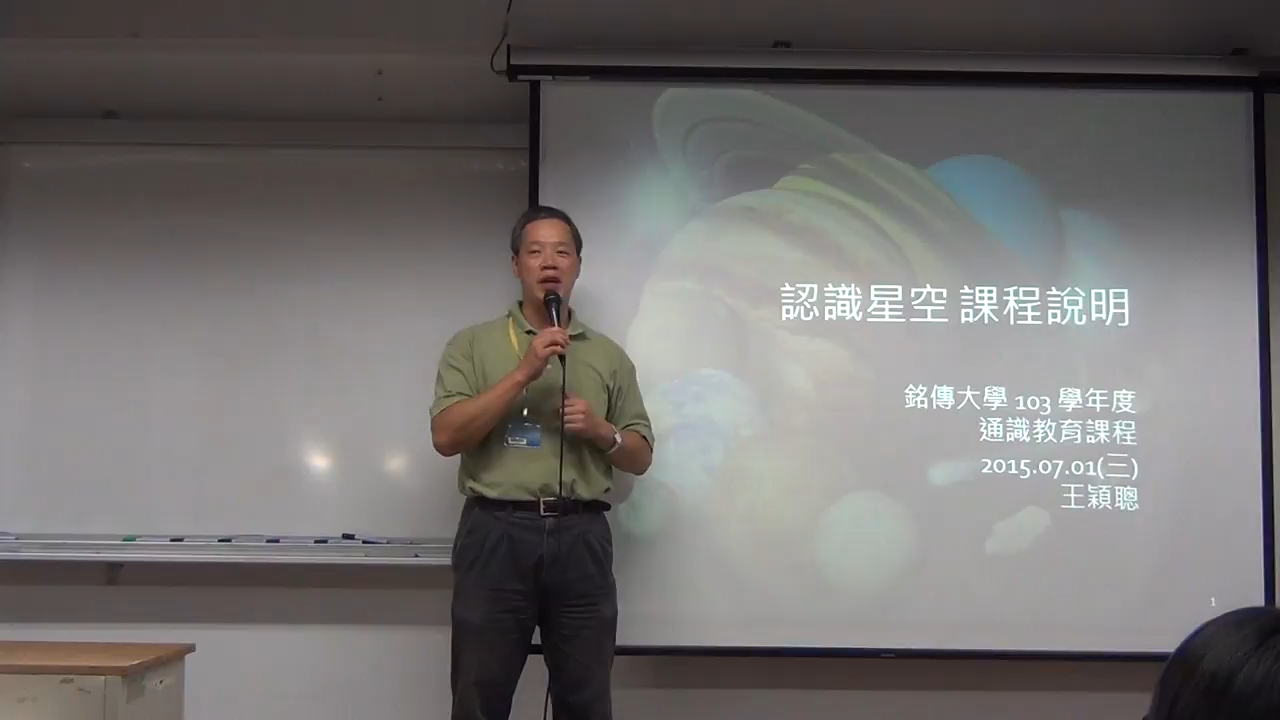 認識星空 課程說明
銘傳大學 103 學年度
通識教育課程
2015.07.01(三)
王穎聰
1